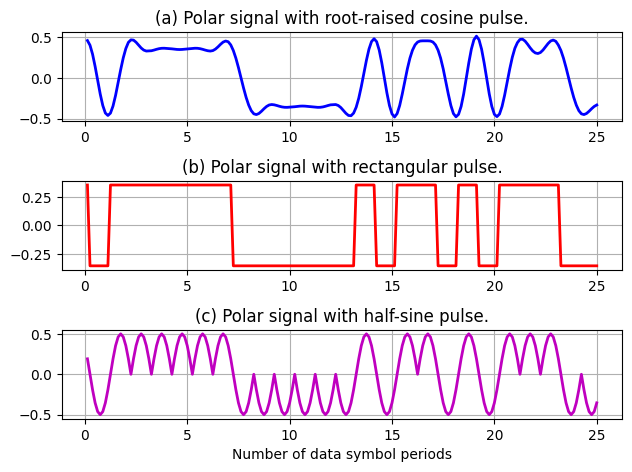 (a) Polar signal with root-raised cosine pulse.
0.5
0.0
−0.5
0 5 10 15 20 25
(b) Polar signal with rectangular pulse.
0.25
0.00
−0.25
0 5 10 15 20 25
(c) Polar signal with half-sine pulse.
0.5
0.0
−0.5
0 5 10 15 20 25
Number of data symbol periods